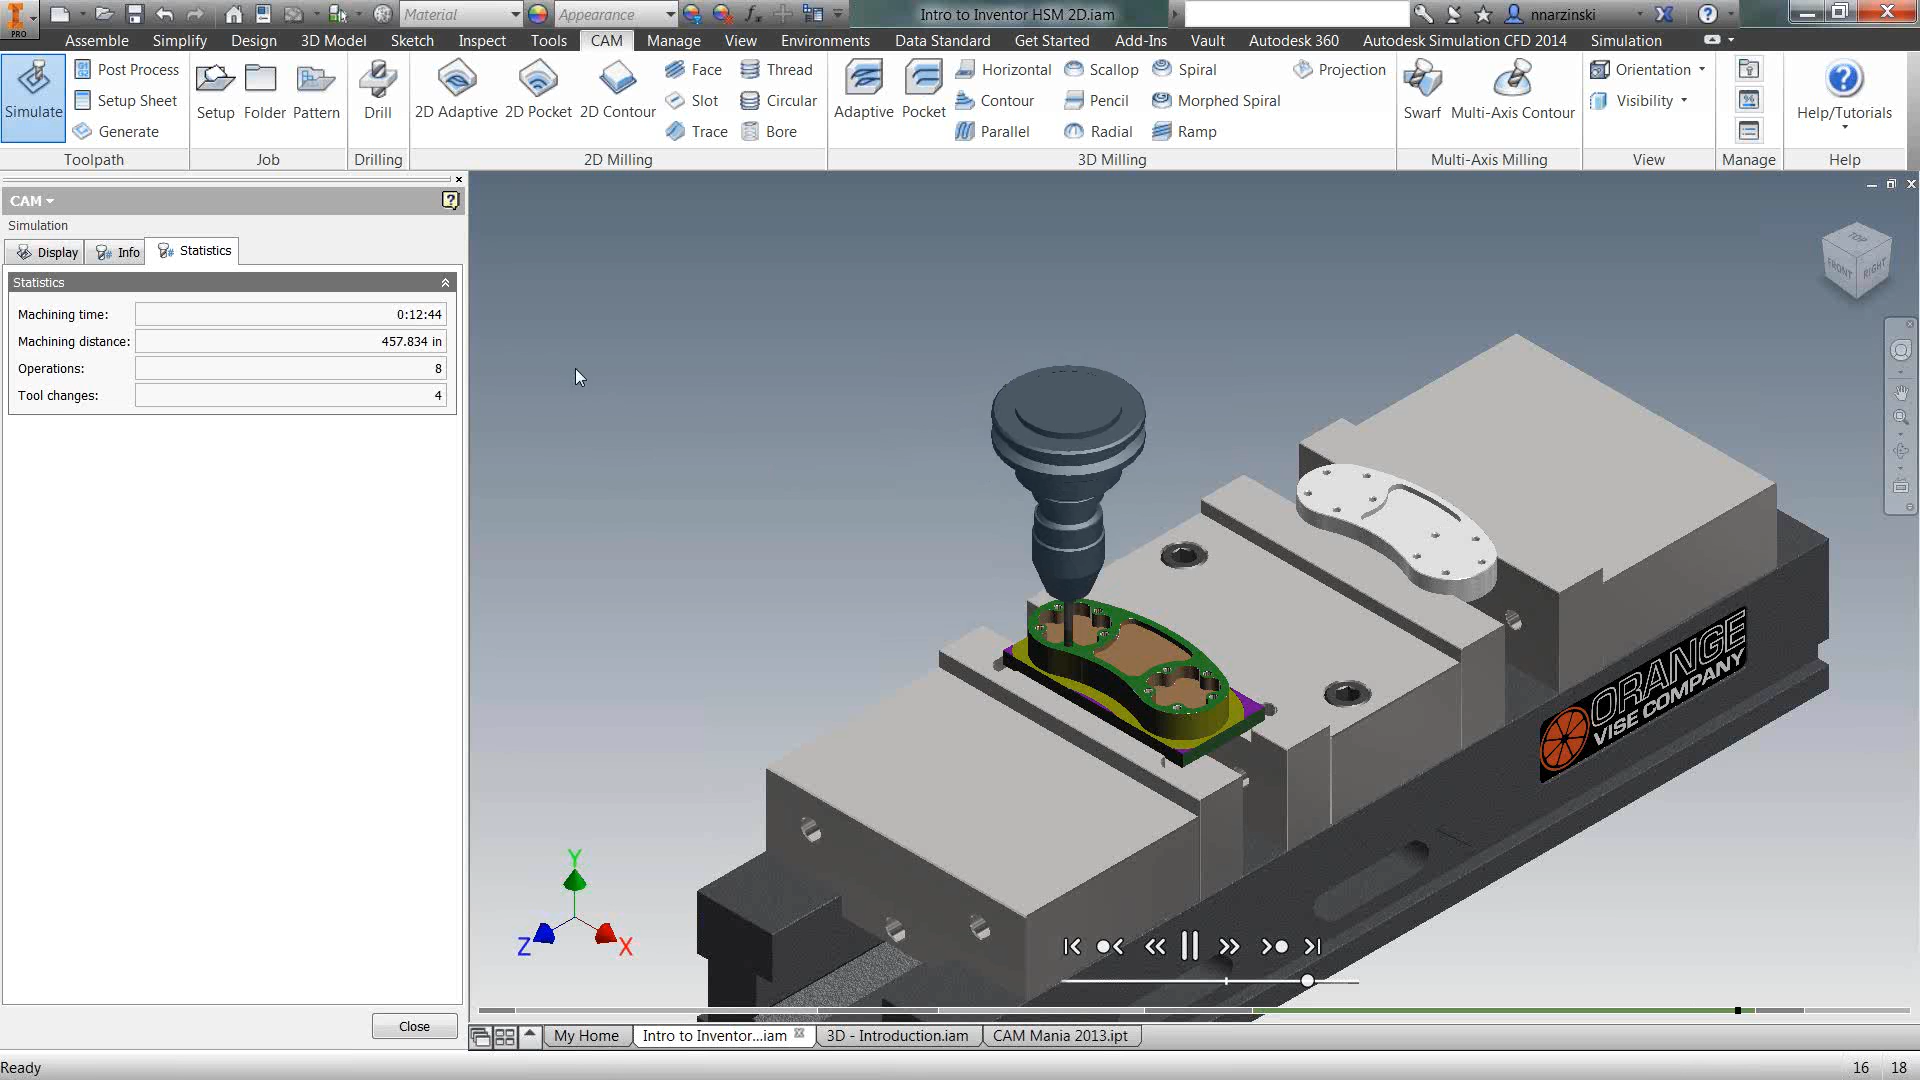 PRO
Material
Appearance
Intro to Inventor HSM 2D.iam
nnarzinski
Assemble Simplify Design 3D Model Sketch Inspect Tools CAM Manage View Environments Data Standard Get Started Add-Ins Vault Autodesk 360 Autodesk Simulation CFD 2014 Simulation
Simulate
Post Process
Setup Sheet
Generate
Toolpath
Setup Folder Pattern
Job
Drill
Drilling
2D Adaptive 2D Pocket 2D Contour
Face
Slot
Trace
Thread
Circular
Bore
2D Milling
Adaptive Pocket
Horizontal
Contour
Parallel
Scallop
Pencil
Radial
Spiral
Morphed Spiral
Ramp
Projection
3D Milling
Swarf Multi-Axis Contour
Multi-Axis Milling
Orientation
Visibility
View
Manage
Help/Tutorials
Help
CAM
Simulation
Display Info Statistics
Statistics
Machining time: 0:12:44
Machining distance: 457.834 in
Operations: 8
Tool changes: 4
Close
TOP
FRONT
RIGHT
ORANGE
VISE COMPANY
Y
Z
X
My Home Intro to Inventor...iam 3D - Introduction.iam CAM Mania 2013.ipt
Ready
16 18